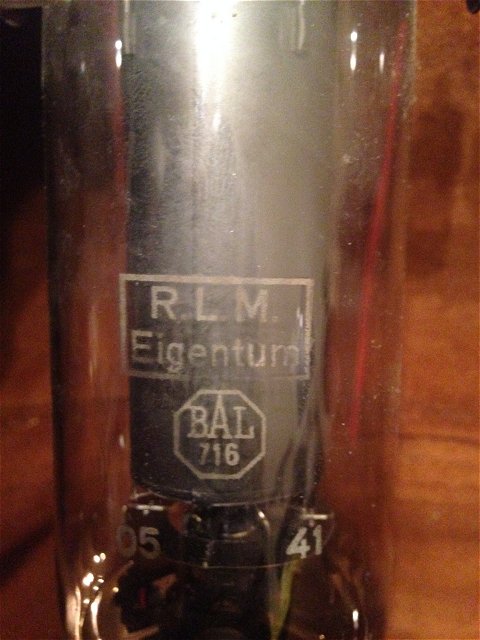 R.L.M.
Eigentum
BAL
716
05 41